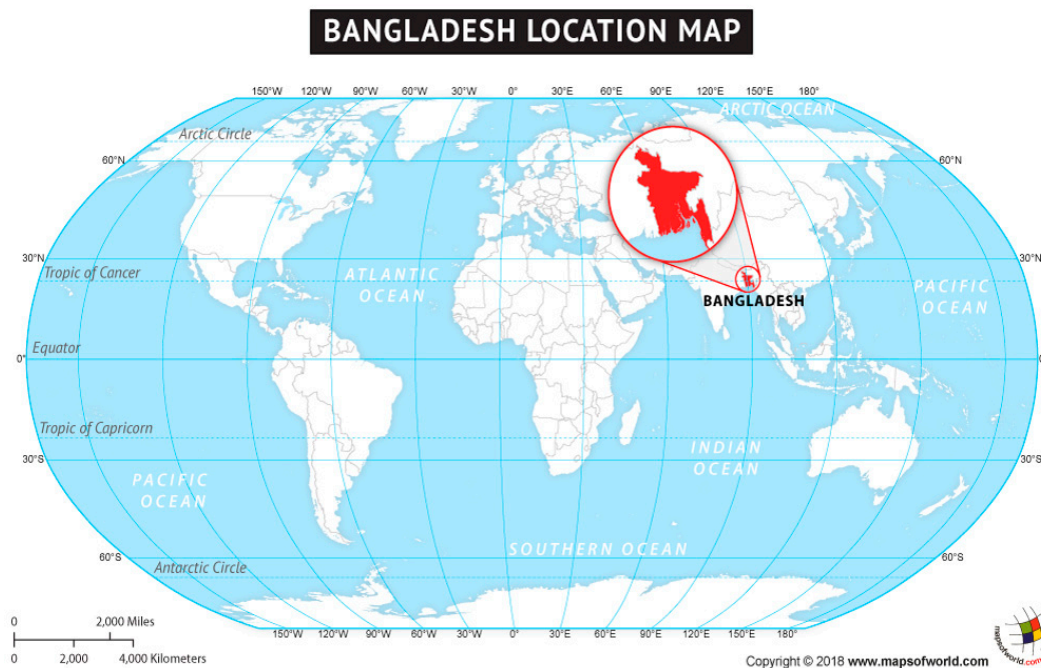 BANGLADESH LOCATION MAP
150°W 120°W 90°W 60°W 30°W 0° 30°E 60°E 90°E 120°E 150°E 180°
ARCTIC OCEAN
Arctic Circle
60°N 60°N
30°N 30°N
Tropic of Cancer
ATLANTIC
OCEAN
PACIFIC
OCEAN
BANGLADESH
Equator
0°
Tropic of Capricorn
30°S 30°S
INDIAN
OCEAN
PACIFIC
OCEAN
SOUTHERN OCEAN
60°S 60°S
Antarctic Circle
150°W 120°W 90°W 60°W 30°W 0° 30°E 60°E 90°E 120°E 150°E 180°
0 2,000 Miles
0 2,000 4,000 Kilometers
Copyright © 2018 www.mapsofworld.com
mapsofworld.com